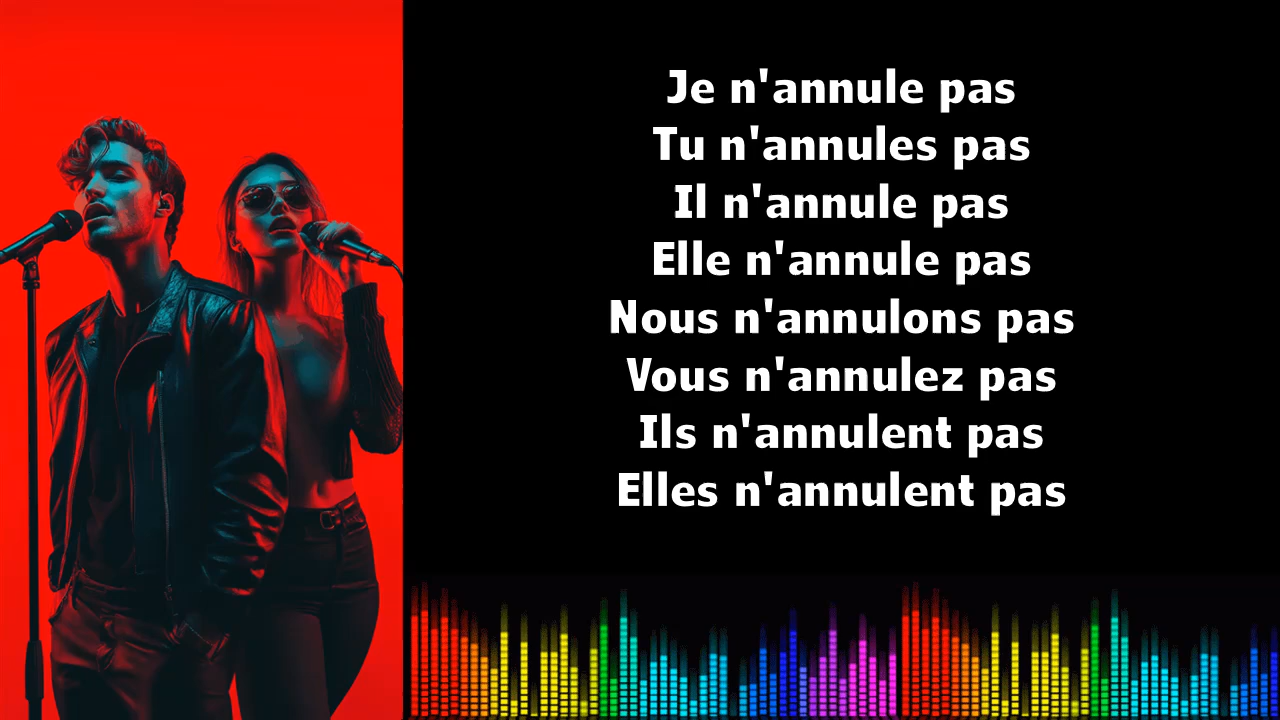 Je n'annule pas
Tu n'annules pas
Il n'annule pas
Elle n'annule pas
Nous n'annulons pas
Vous n'annulez pas
Ils n'annulent pas
Elles n'annulent pas